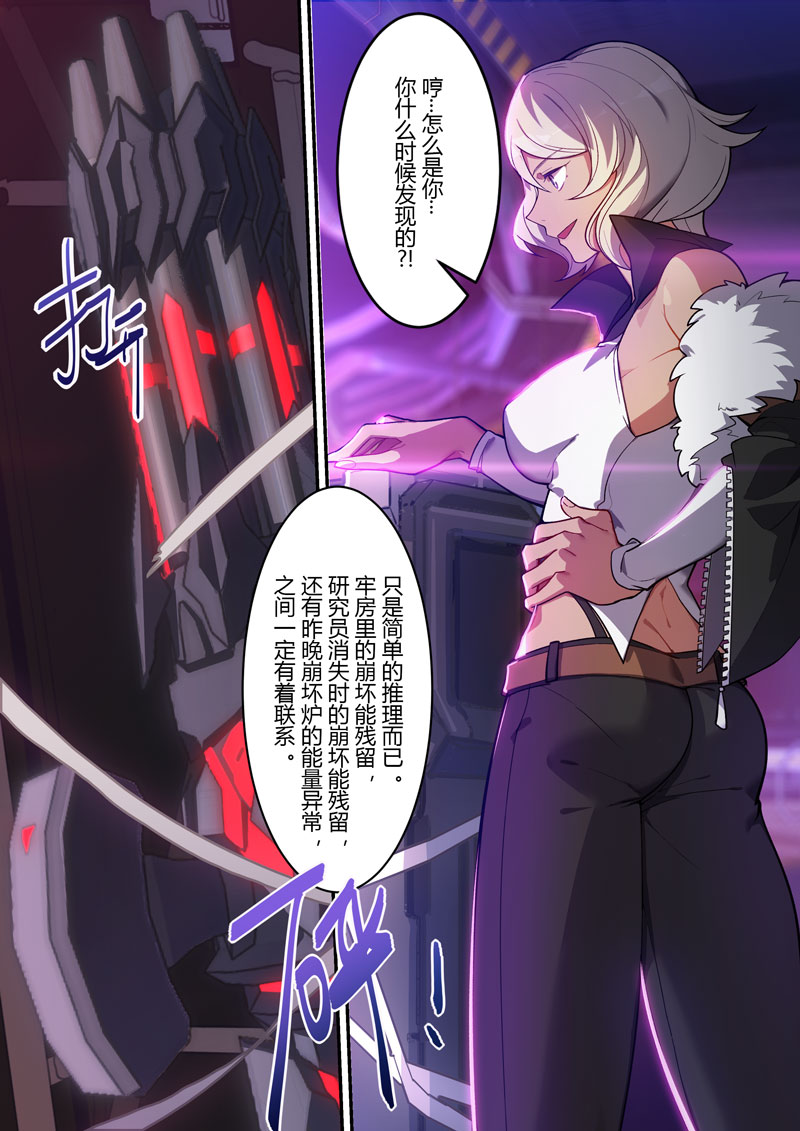 哼…怎么是你…
你什么时候发现的?!
只是简单的推理而已。
牢房里的崩坏能残留，
研究员消失时的崩坏能残留，
还有昨晚崩坏炉的能量异常，
之间一定有着联系。
拆
砰！